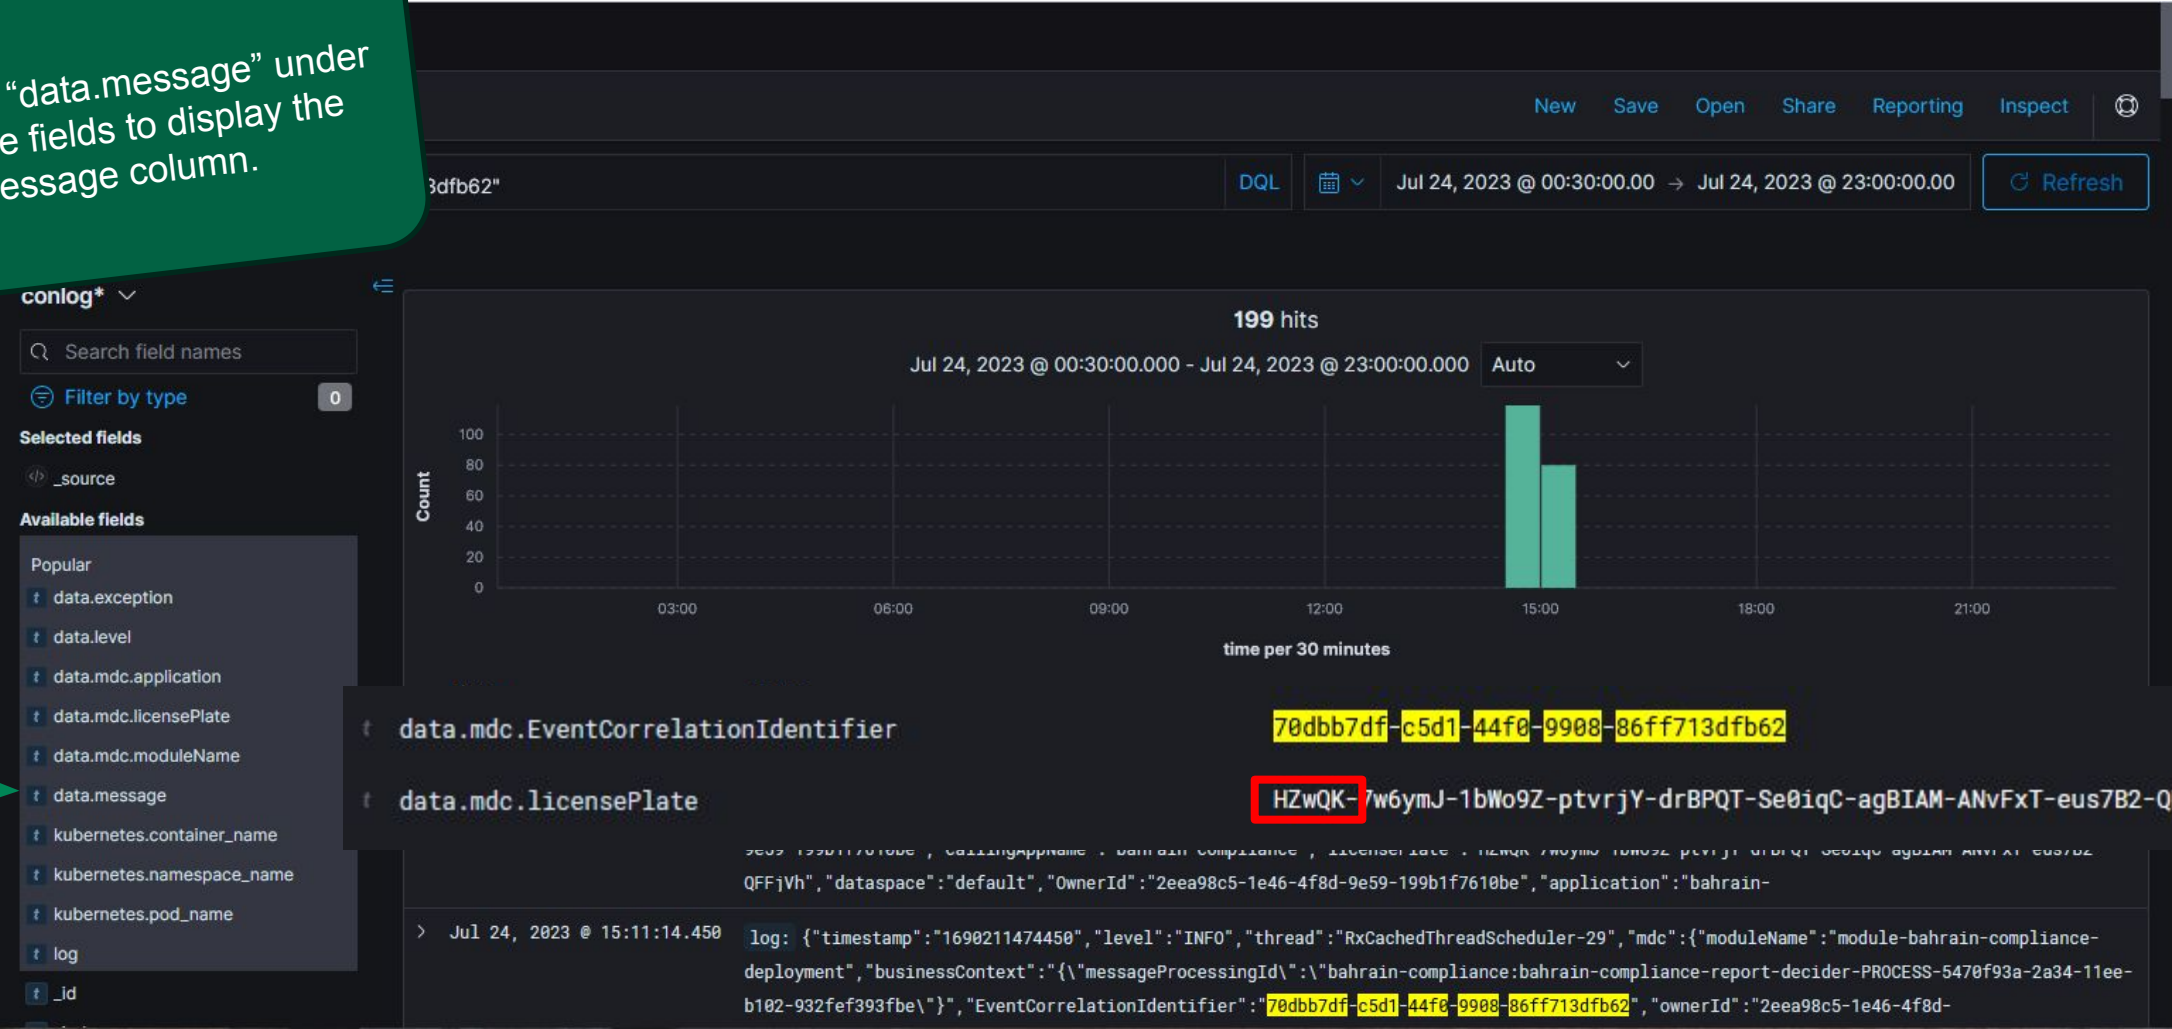 “data.message” under
e fields to display the
essage column.
New Save Open Share Reporting Inspect
3dfb62" DQL Jul 24, 2023 @ 00:30:00.00 → Jul 24, 2023 @ 23:00:00.00 Refresh
conlog*
Search field names
Filter by type 0
Selected fields
_source
Available fields
Popular
t data.exception
t data.level
t data.mdc.application
t data.mdc.licensePlate
t data.mdc.moduleName
t data.message
t kubernetes.container_name
t kubernetes.namespace_name
t kubernetes.pod_name
t log
t _id
199 hits
Jul 24, 2023 @ 00:30:00.000 - Jul 24, 2023 @ 23:00:00.000 Auto
Count
100
80
60
40
20
0
03:00 06:00 09:00 12:00 15:00 18:00 21:00
time per 30 minutes
t data.mdc.EventCorrelationIdentifier 70dbb7df-c5d1-44f0-9908-86ff713dfb62
t data.mdc.licensePlate HZwQK-7w6ymJ-1bWo9Z-ptvrjY-drBPQT-Se0iqC-agBIAM-ANvFxT-eus7B2-Q
QFFjVh","dataspace":"default","OwnerId":"2eea98c5-1e46-4f8d-9e59-199b1f7610be","application":"bahrain-
Jul 24, 2023 @ 15:11:14.450 log: {"timestamp":"1690211474450","level":"INFO","thread":"RxCachedThreadScheduler-29","mdc":{"moduleName":"module-bahrain-compliance-
deployment","businessContext":"{\"messageProcessingId\":\"bahrain-compliance:bahrain-compliance-report-decider-PROCESS-5470f93a-2a34-11ee-
b102-932fef393fbe\"}","EventCorrelationIdentifier":"70dbb7df-c5d1-44f0-9908-86ff713dfb62","ownerId":"2eea98c5-1e46-4f8d-